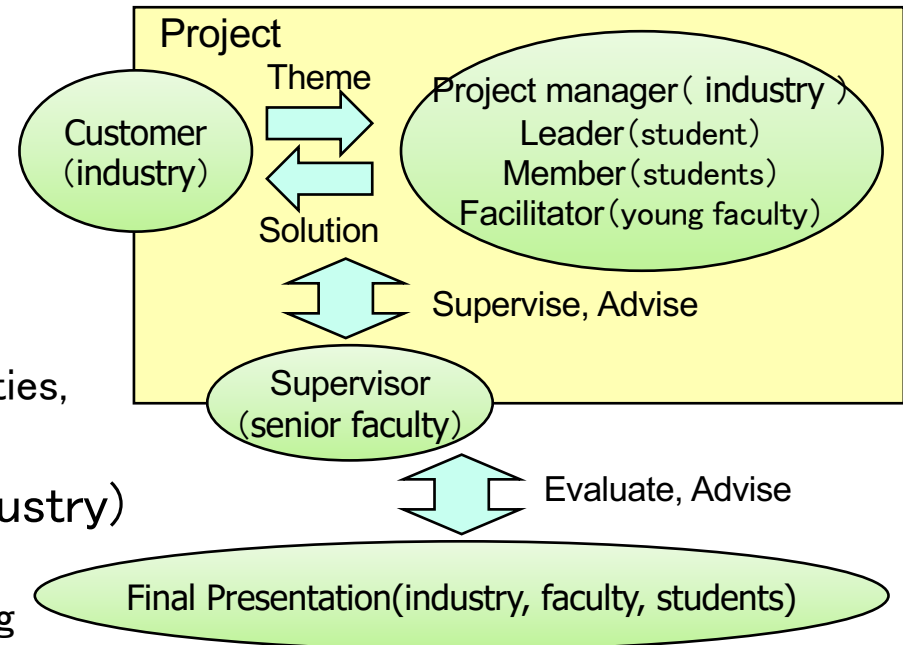 Project
Theme
Customer
（industry）
Project manager（ industry ）
Leader（student）
Member（students）
Facilitator（young faculty）
Solution
Supervise, Advise
ties,
Supervisor
（senior faculty）
ustry）
Evaluate, Advise
Final Presentation(industry, faculty, students)
g